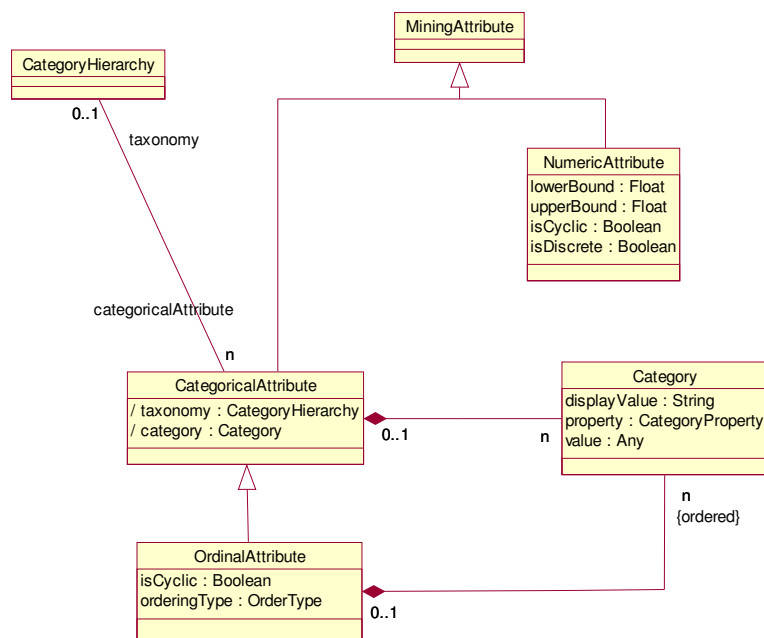 MiningAttribute
CategoryHierarchy
0..1
taxonomy
NumericAttribute
lowerBound : Float
upperBound : Float
isCyclic : Boolean
isDiscrete : Boolean
categoricalAttribute
n
CategoricalAttribute
/ taxonomy : CategoryHierarchy
/ category : Category
0..1
n
Category
displayValue : String
property : CategoryProperty
value : Any
n
{ordered}
OrdinalAttribute
isCyclic : Boolean
orderingType : OrderType
0..1